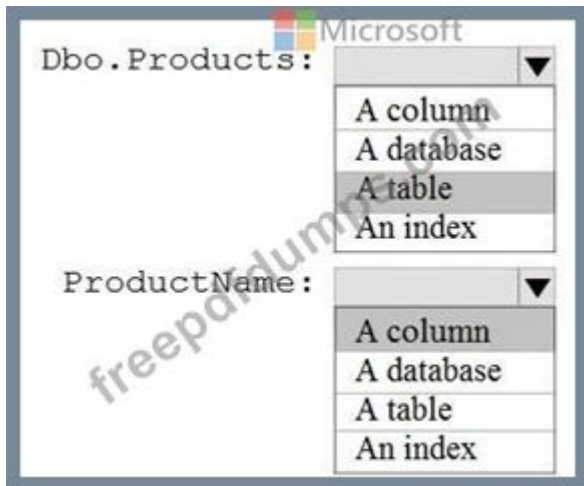 Microsoft
Dbo.Products:
A column
A database
A table
An index
ProductName:
A column
A database
A table
An index
freepdfdumps.com